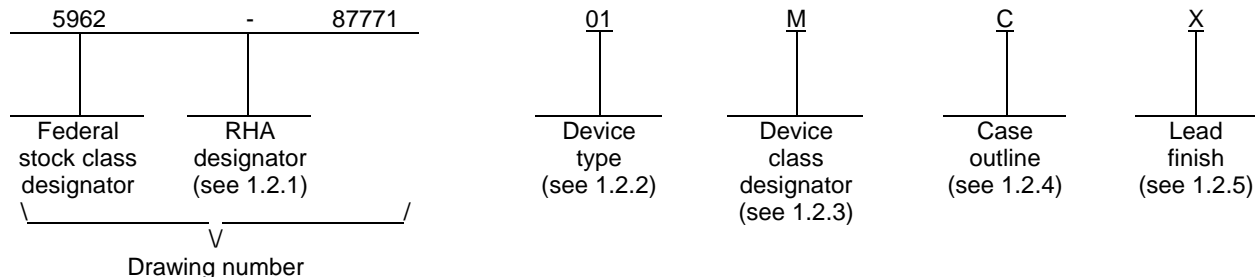 5962 - 87771 01 M C X
Federal stock class designator
RHA designator (see 1.2.1)
Device type (see 1.2.2)
Device class designator (see 1.2.3)
Case outline (see 1.2.4)
Lead finish (see 1.2.5)
Drawing number